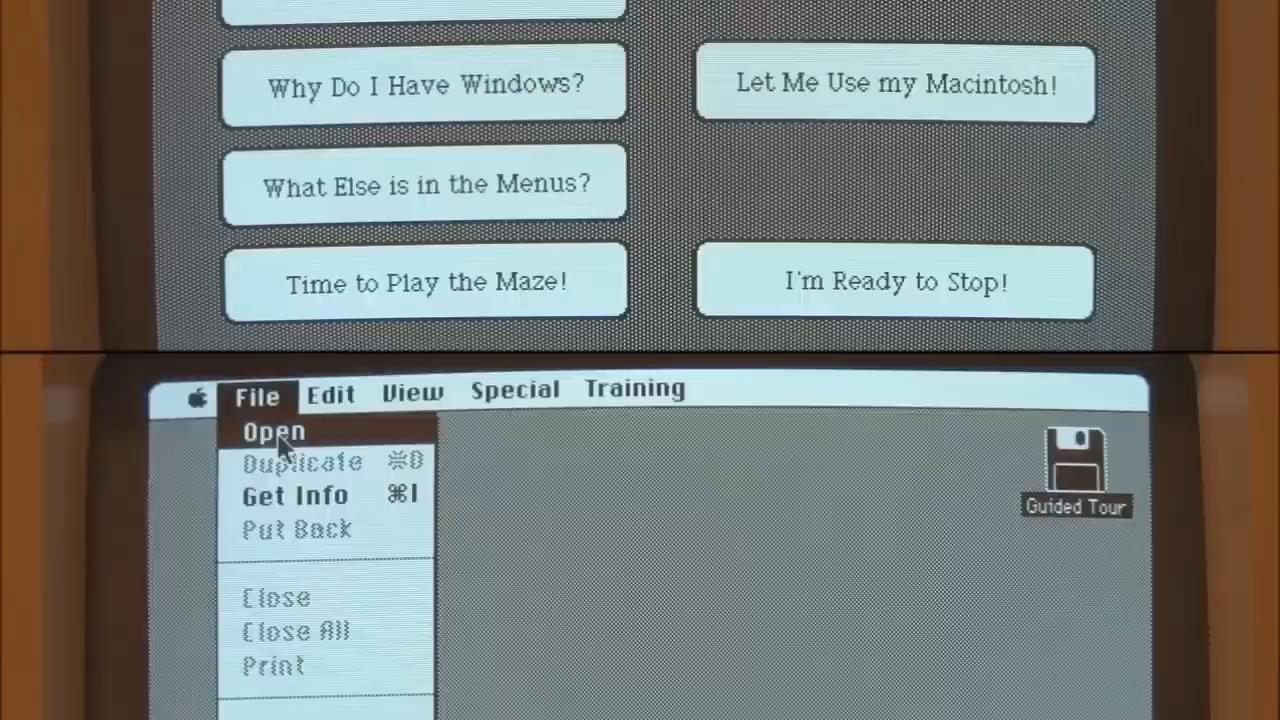 Why Do I Have Windows?
Let Me Use my Macintosh!
What Else is in the Menus?
Time to Play the Maze!
I'm Ready to Stop!
File Edit View Special Training
Open
Duplicate ⌘D
Get Info ⌘I
Put Back
Guided Tour
Close
Close All
Print